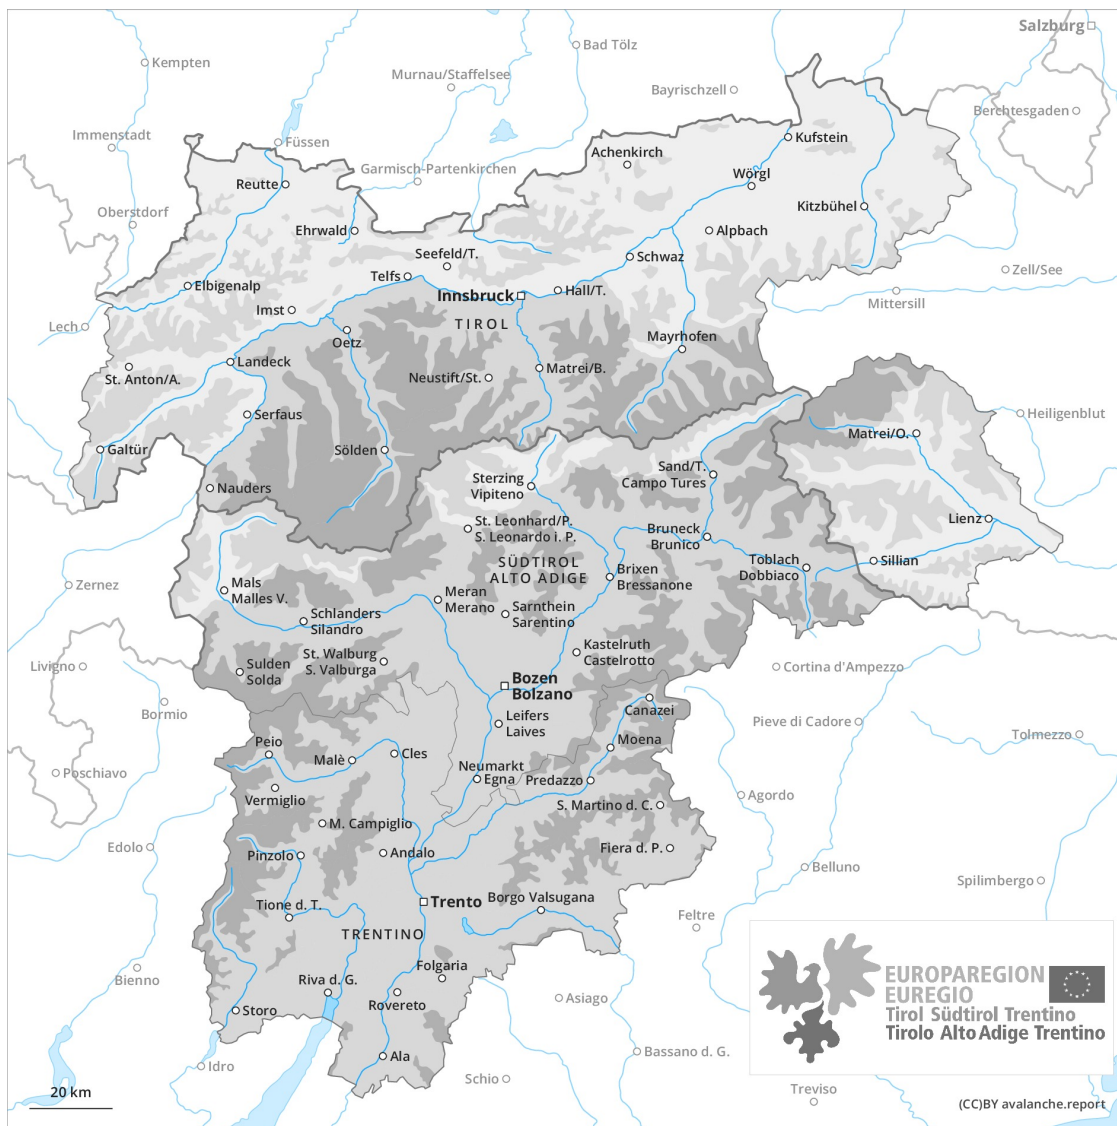 Salzburg
Bad Tölz
Kempten
Murnau/Staffelsee
Bayrischzell
Berchtesgaden
Immenstadt
Füssen
Achenkirch
Kufstein
Garmisch-Partenkirchen
Wörgl
Reutte
Kitzbühel
Oberstdorf
Ehrwald
Alpbach
Seefeld/T.
Schwaz
Telfs
Zell/See
Elbigenalp
Innsbruck
Hall/T.
Mittersill
Imst
TIROL
Lech
Oetz
Mayrhofen
Landeck
Matrei/B.
St. Anton/A.
Neustift/St.
Serfaus
Heiligenblut
Matrei/O.
Galtür
Sölden
Sand/T.
Campo Tures
Sterzing
Vipiteno
Nauders
Lienz
St. Leonhard/P.
S. Leonardo i. P.
Bruneck
Brunico
SÜDTIROL
ALTO ADIGE
Toblach
Dobbiaco
Sillian
Brixen
Bressanone
Zernez
Mals
Malles V.
Meran
Merano
Schlanders
Silandro
Sarnthein
Sarentino
Kastelruth
Castelrotto
St. Walburg
S. Valburga
Livigno
Sulden
Solda
Cortina d'Ampezzo
Bozen
Bolzano
Bormio
Canazei
Leifers
Laives
Pieve di Cadore
Tolmezzo
Peio
Malè
Cles
Moena
Poschiavo
Neumarkt
Egna
Predazzo
Vermiglio
S. Martino d. C.
Agordo
M. Campiglio
Edolo
Pinzolo
Andalo
Fiera d. P.
Belluno
Spilimbergo
Tione d. T.
Trento
Borgo Valsugana
Feltre
TRENTINO
Bienno
Folgaria
Riva d. G.
Rovereto
Asiago
Storo
EUROPAREGION
EUREGIO
Tirol Südtirol Trentino
Tirolo Alto Adige Trentino
Ala
Idro
Bassano d. G.
Schio
Treviso
20 km
(CC)BY avalanche.report